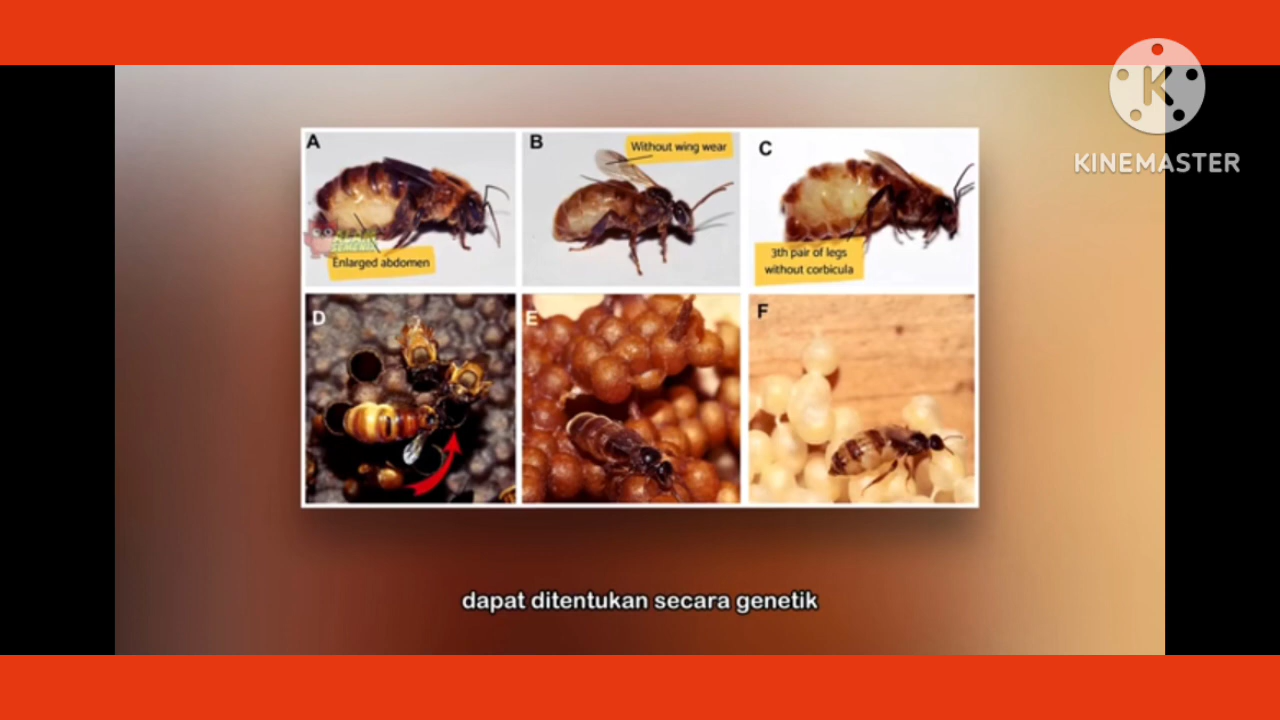 KINEMASTER
A
B
Without wing wear
C
Enlarged abdomen
3th pair of legs
without corbicula
D
E
F
dapat ditentukan secara genetik